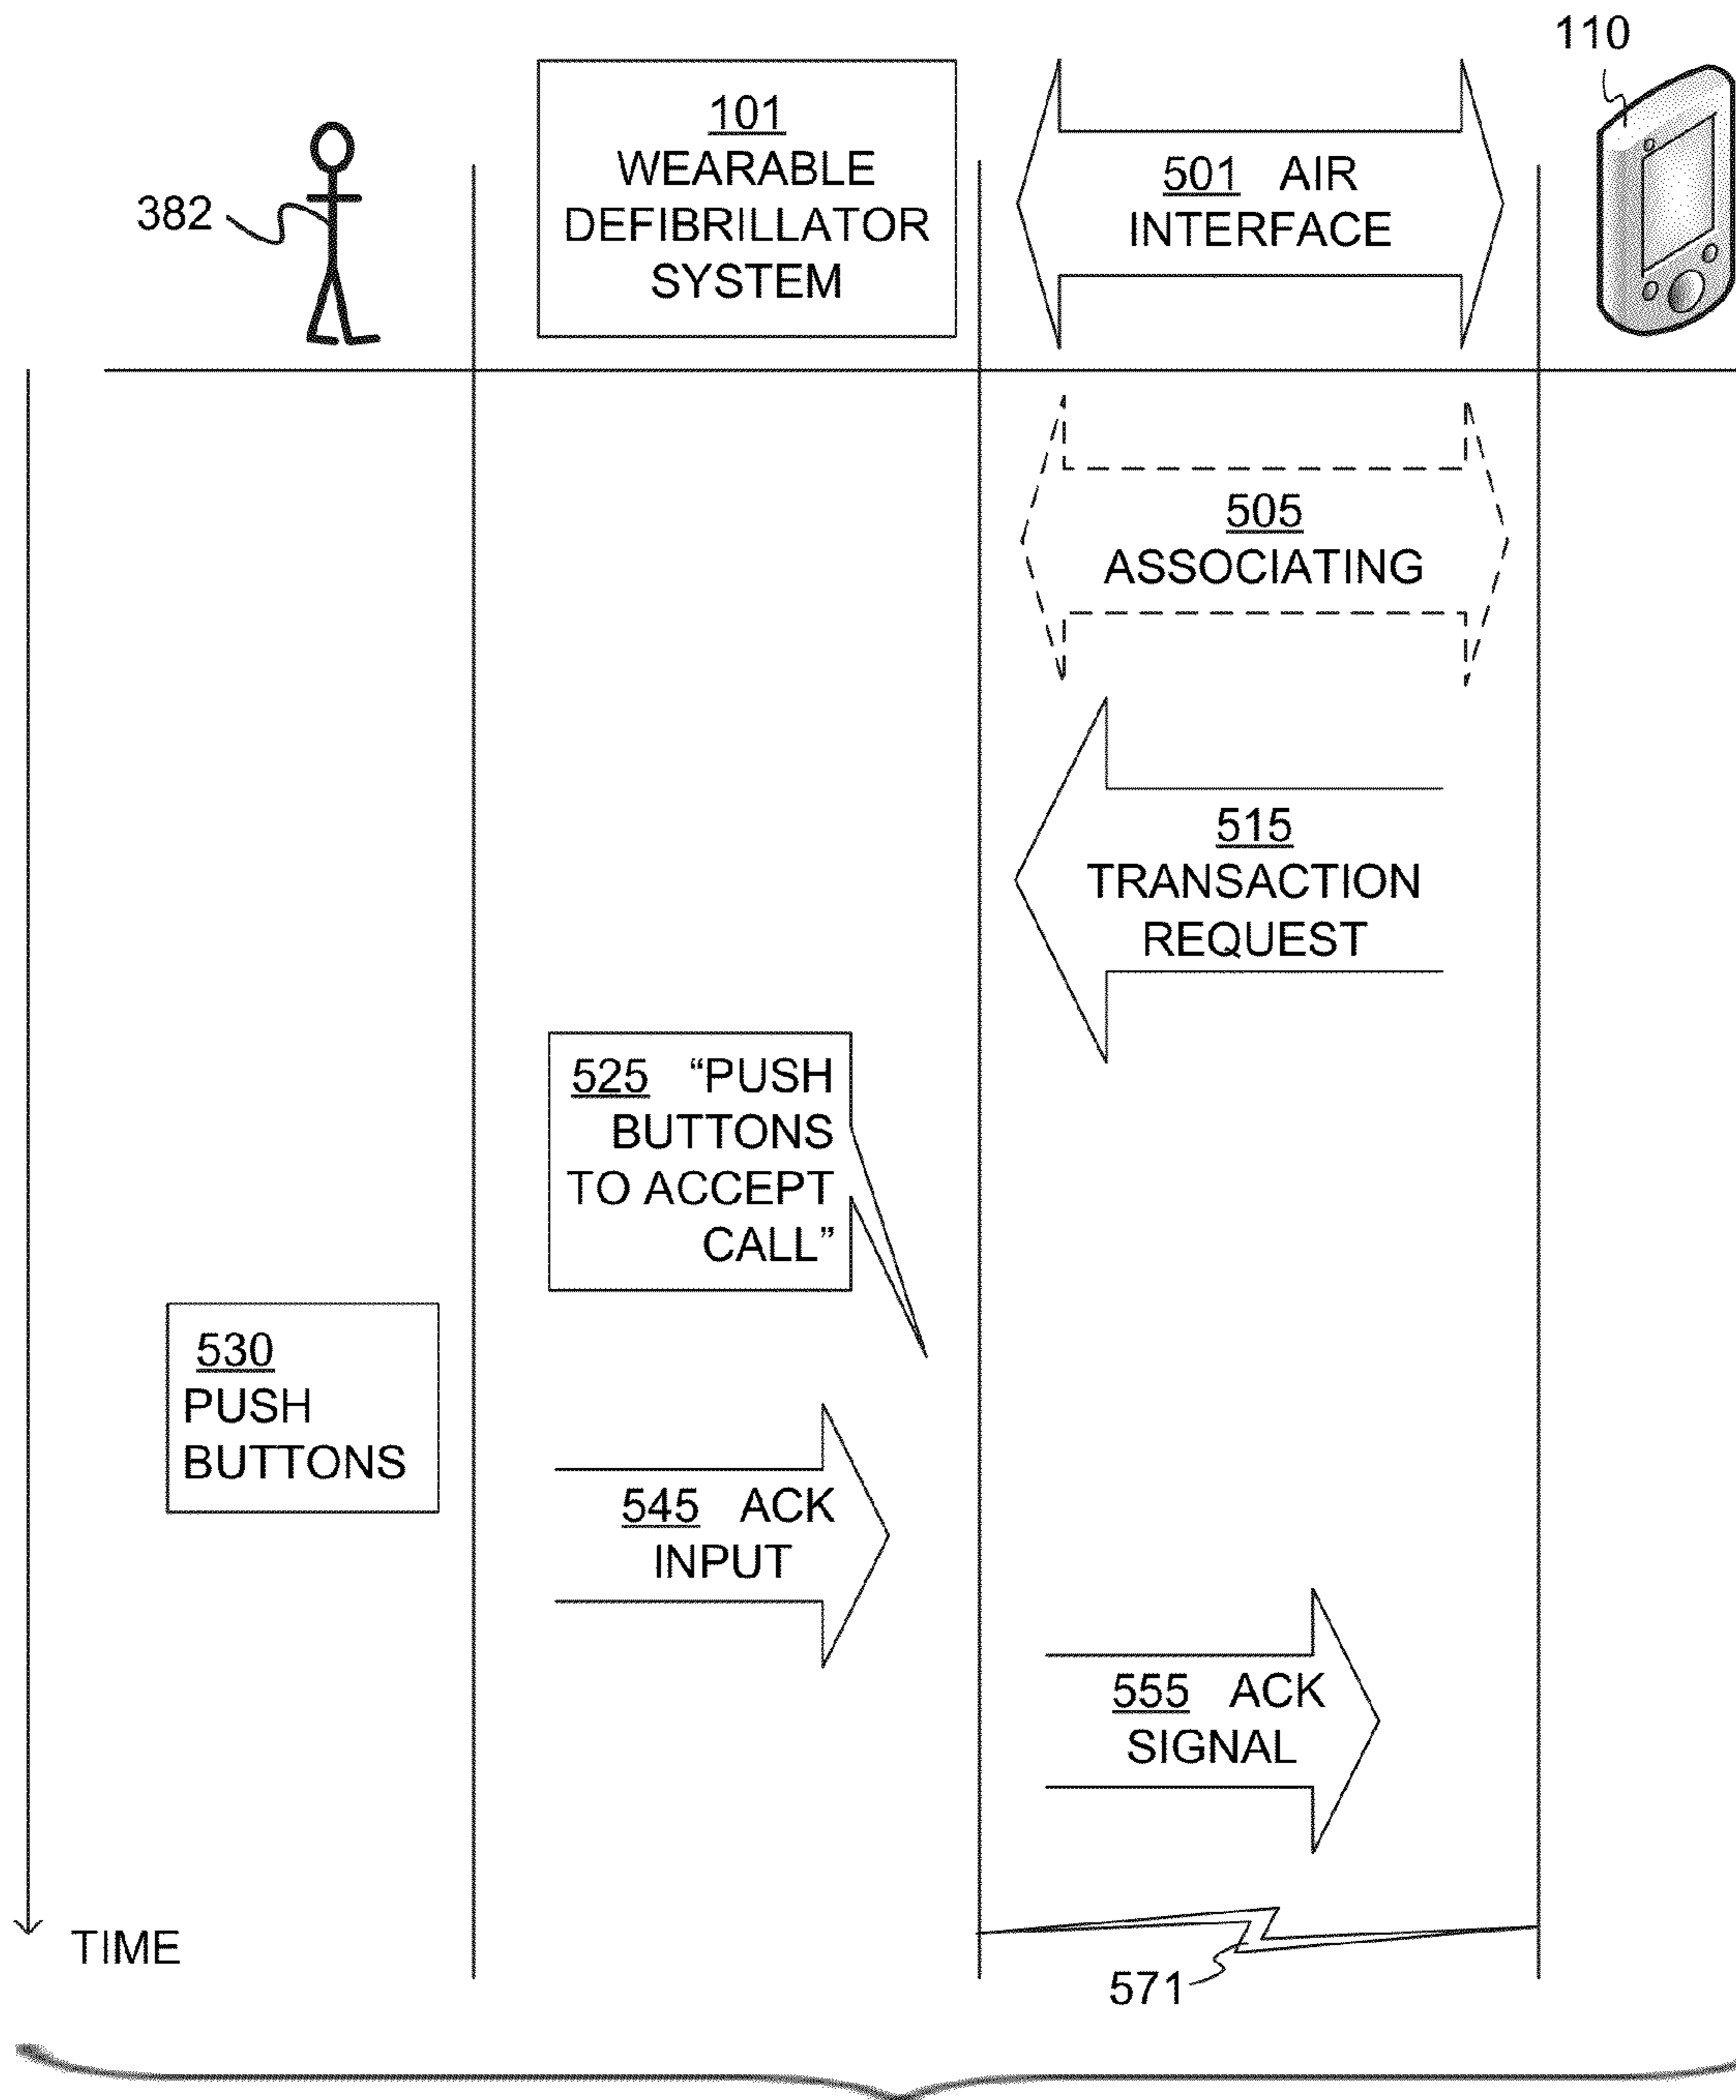 110
101
WEARABLE
DEFIBRILLATOR
SYSTEM
501 AIR
INTERFACE
382
505
ASSOCIATING
515
TRANSACTION
REQUEST
525 “PUSH
BUTTONS
TO ACCEPT
CALL”
530
PUSH
BUTTONS
545 ACK
INPUT
555 ACK
SIGNAL
TIME
571